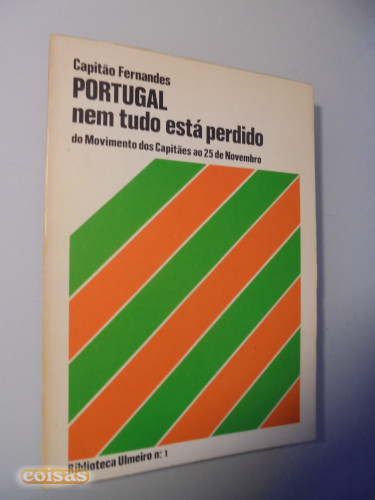 Capitão Fernandes
PORTUGAL
nem tudo está perdido
do Movimento dos Capitães ao 25 de Novembro
Biblioteca Ulmeiro n: 1
coisas